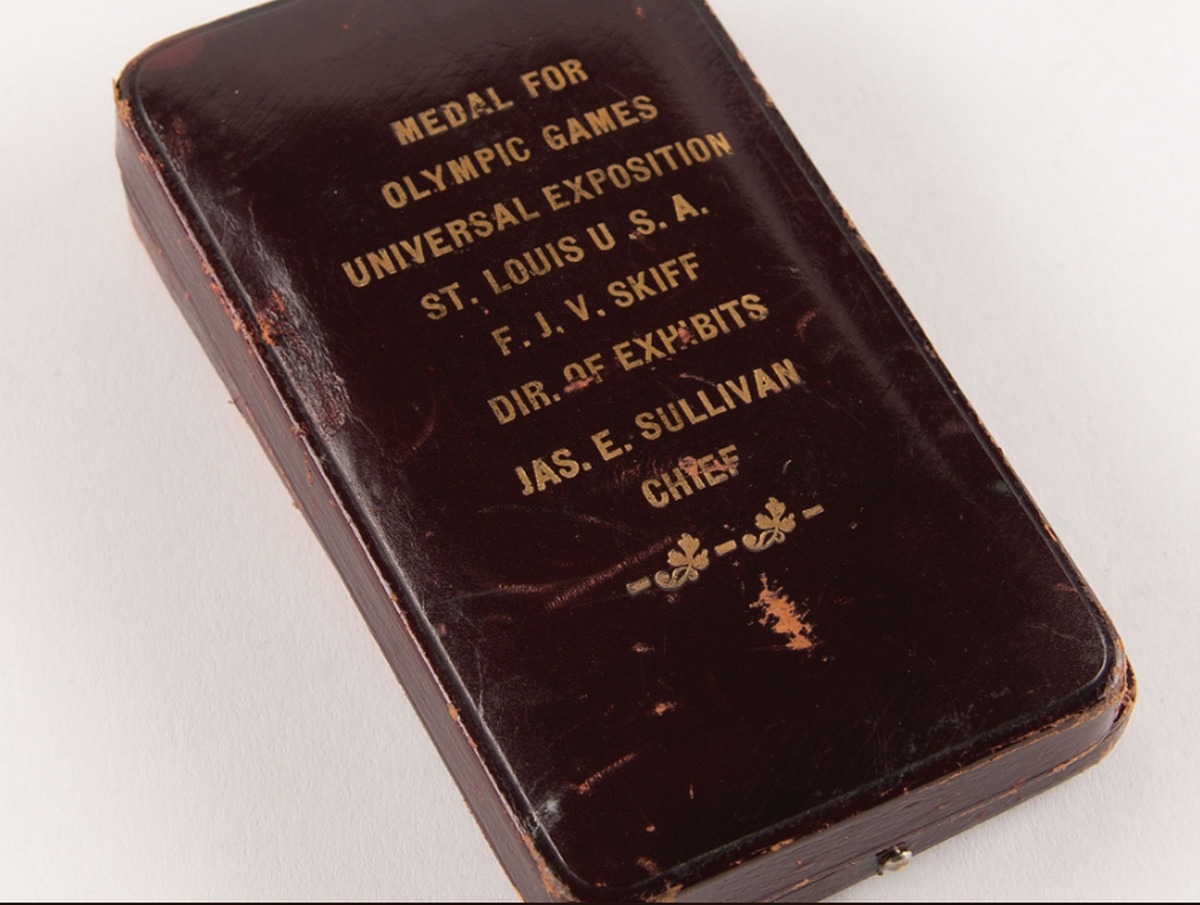 MEDAL FOR
OLYMPIC GAMES
UNIVERSAL EXPOSITION
ST. LOUIS U.S.A.
F. J. V. SKIFF
DIR. OF EXHIBITS
JAS. E. SULLIVAN
CHIEF